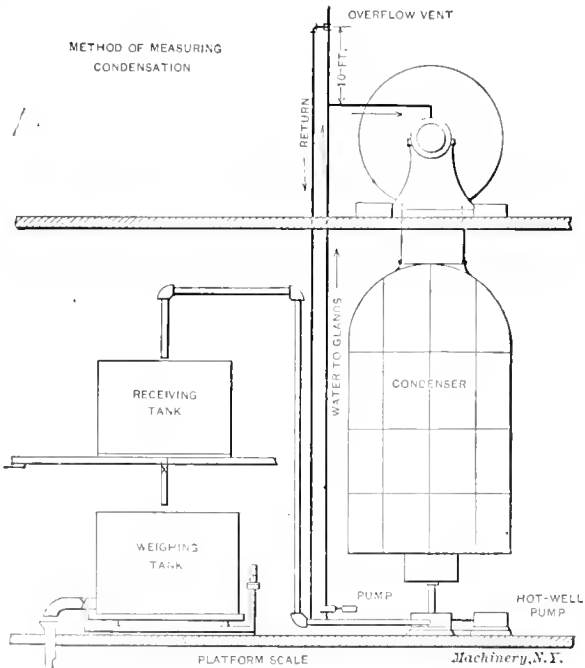 OVERFLOW VENT
METHOD OF MEASURING
CONDENSATION
10-FT.
RETURN
WATER TO GLANDS
CONDENSER
RECEIVING
TANK
WEIGHING
TANK
PUMP
HOT-WELL
PUMP
PLATFORM SCALE
Machinery, N.Y.